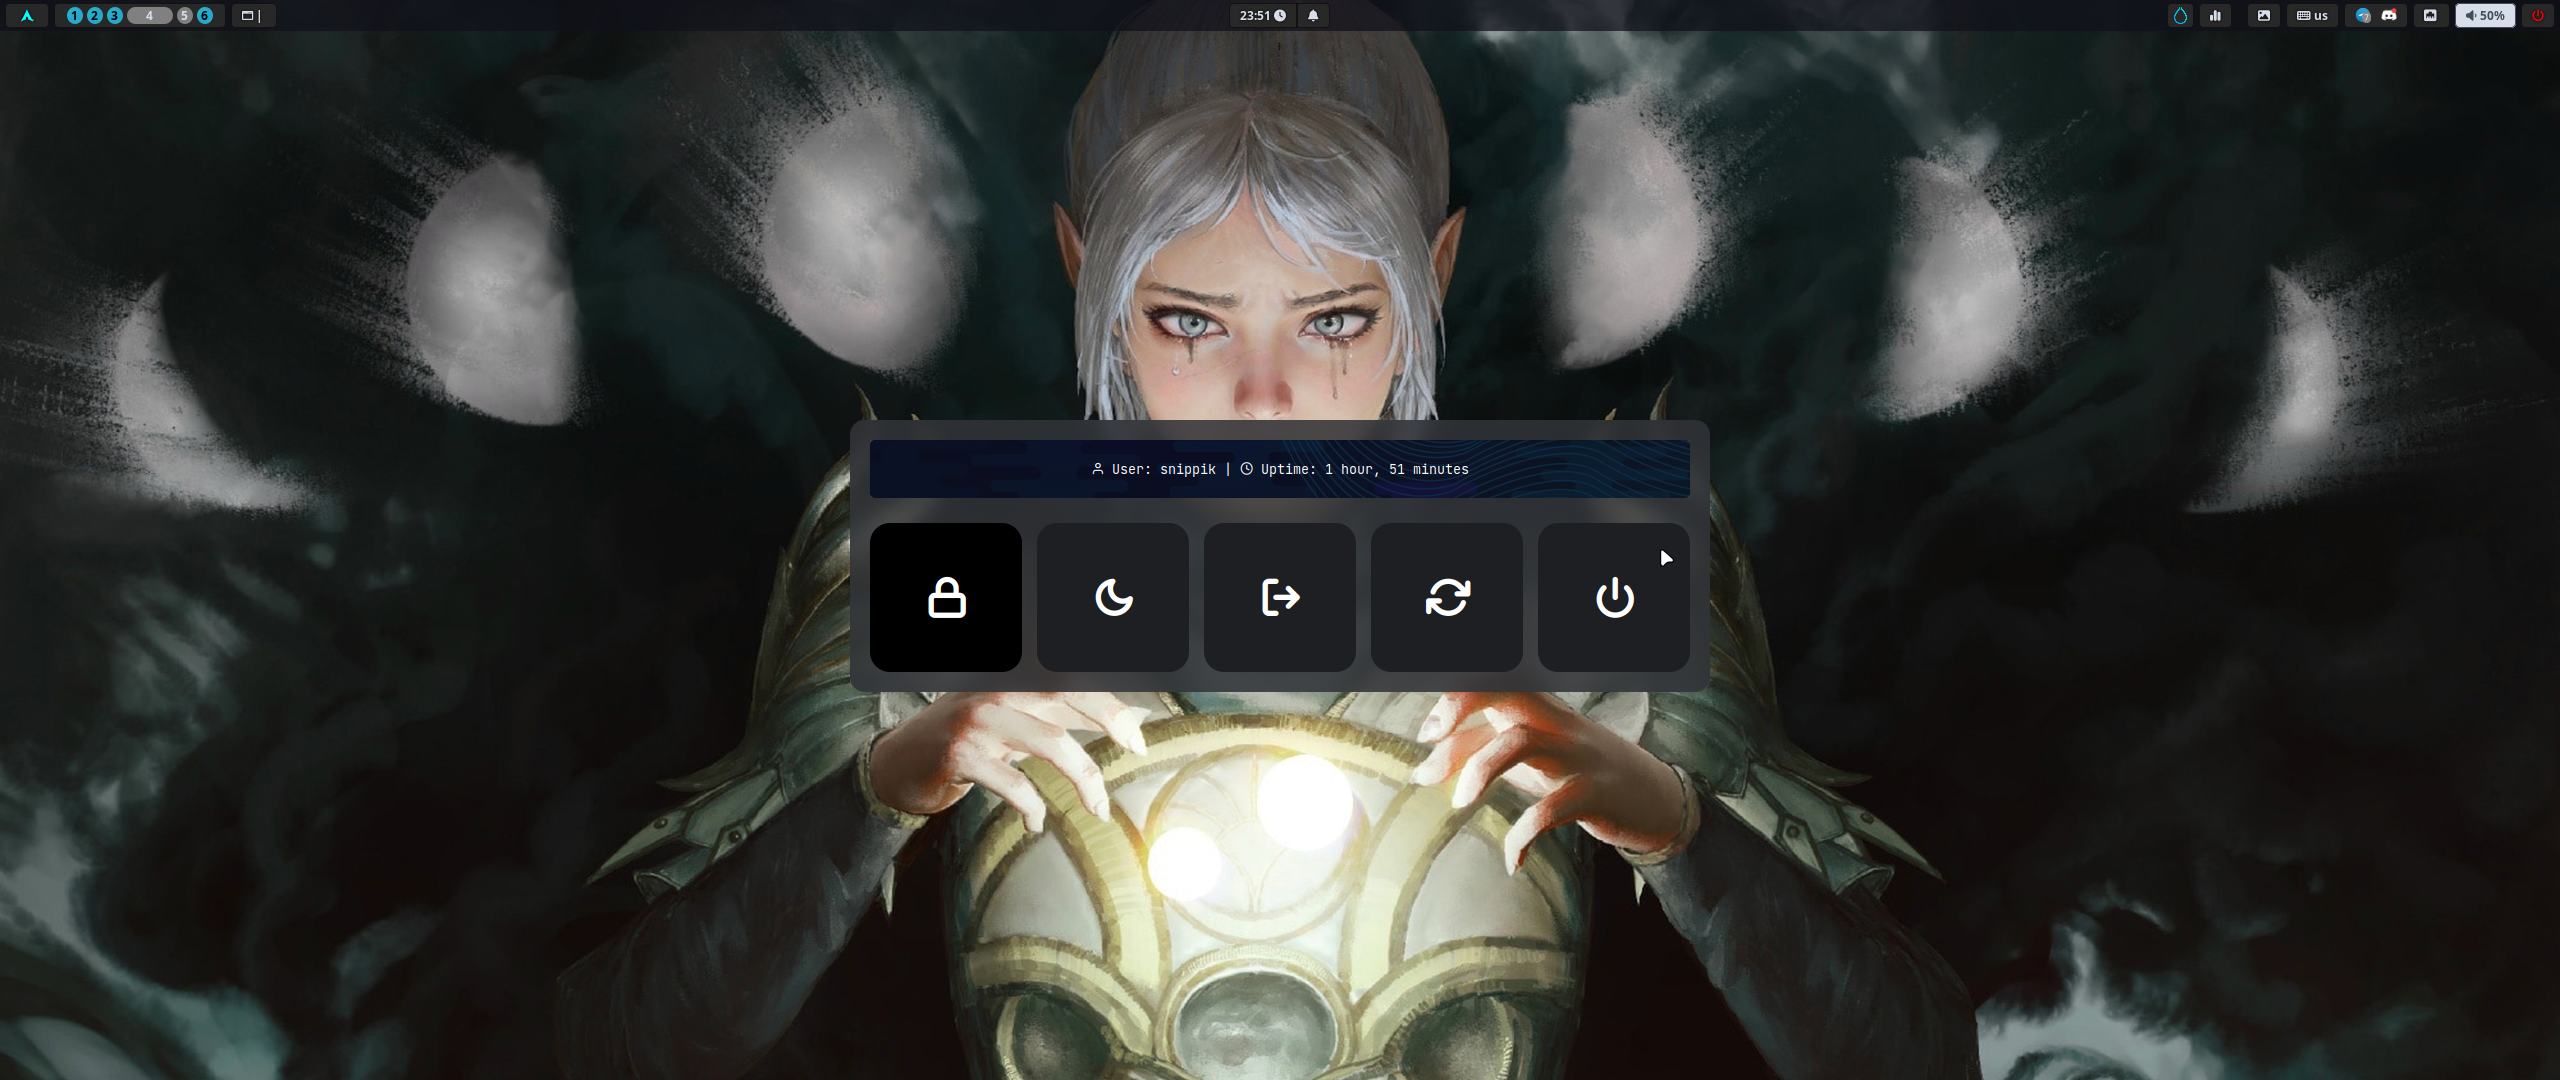 1 2 3 4 5 6 |
23:51
us
50%
User: snippik | Uptime: 1 hour, 51 minutes